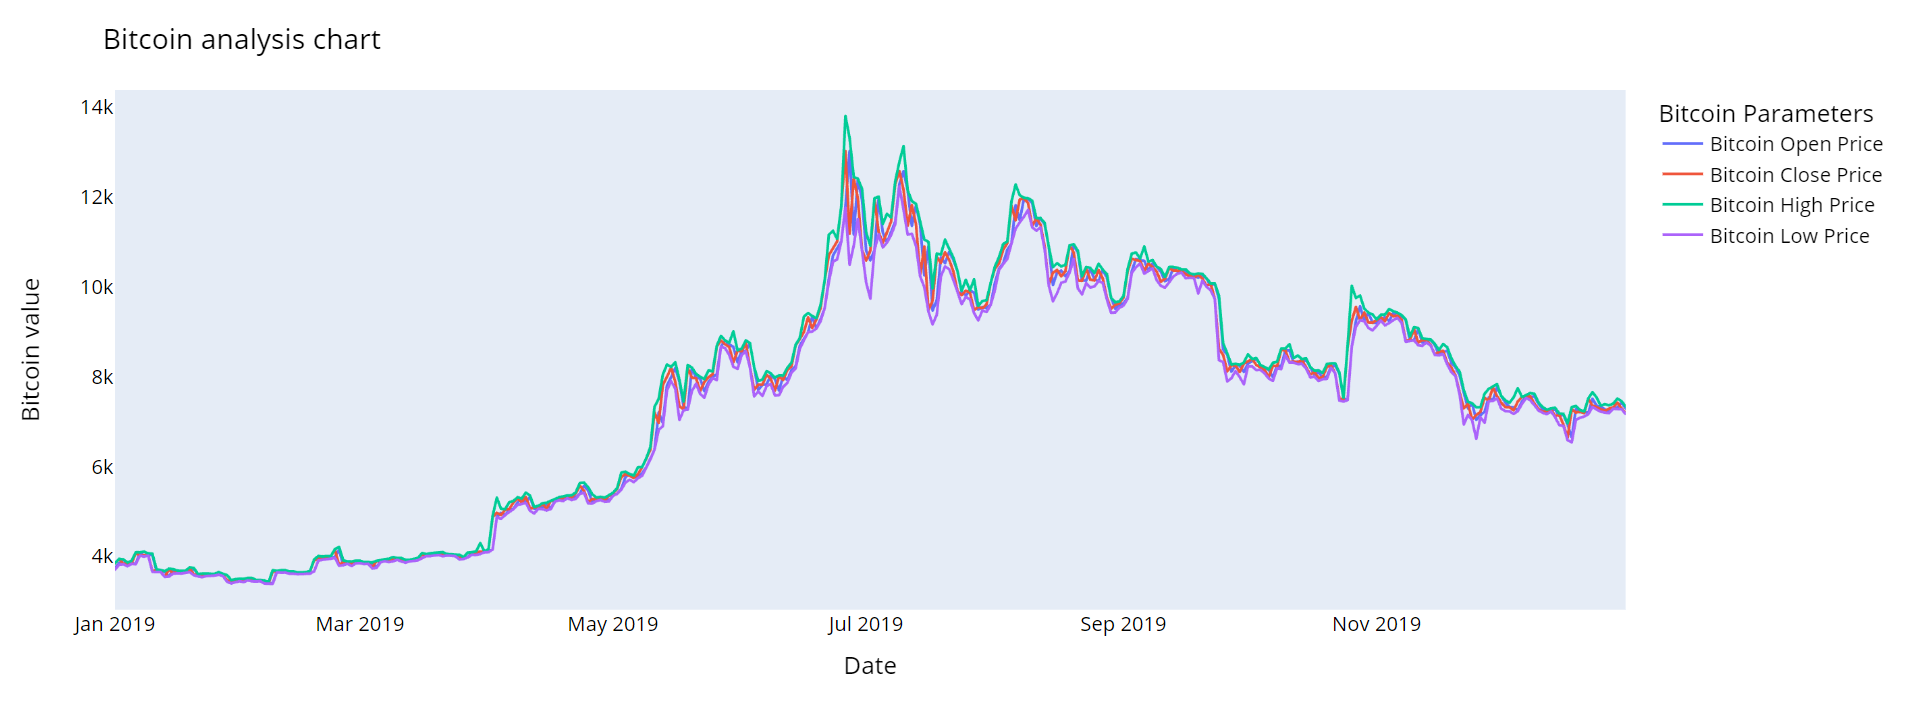 Bitcoin analysis chart
14k
12k
10k
8k
6k
4k
Bitcoin value
Jan 2019 Mar 2019 May 2019 Jul 2019 Sep 2019 Nov 2019
Date
Bitcoin Parameters
Bitcoin Open Price
Bitcoin Close Price
Bitcoin High Price
Bitcoin Low Price